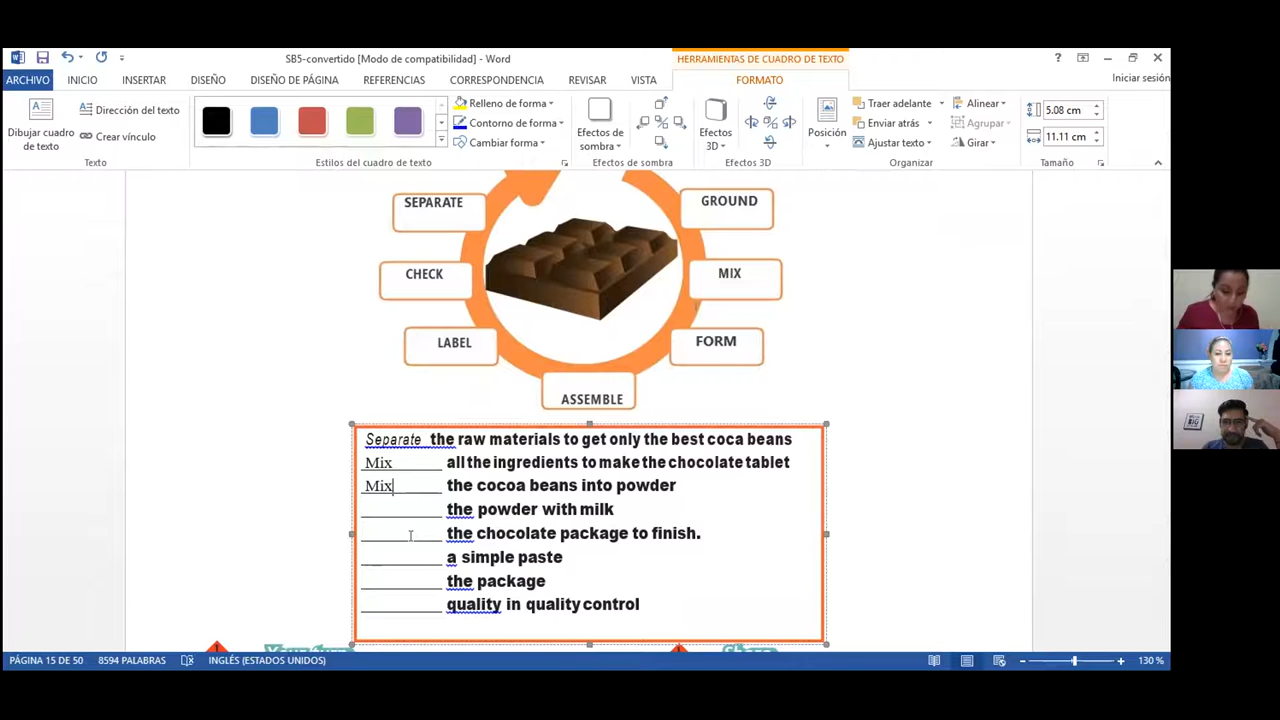 SB5-convertido [Modo de compatibilidad] - Word
HERRAMIENTAS DE CUADRO DE TEXTO
ARCHIVO INICIO INSERTAR DISEÑO DISEÑO DE PÁGINA REFERENCIAS CORRESPONDENCIA REVISAR VISTA FORMATO
Iniciar sesión
Dibujar cuadro de texto
Dirección del texto
Crear vínculo
Texto
Relleno de forma
Contorno de forma
Cambiar forma
Estilos del cuadro de texto
Efectos de sombra
Efectos de sombra
Efectos 3D
Efectos 3D
Posición
Traer adelante
Enviar atrás
Ajustar texto
Alinear
Agrupar
Girar
Organizar
5.08 cm
11.11 cm
Tamaño
SEPARATE
GROUND
CHECK
MIX
LABEL
FORM
ASSEMBLE
Separate the raw materials to get only the best coca beans
Mix all the ingredients to make the chocolate tablet
Mix the cocoa beans into powder
the powder with milk
the chocolate package to finish.
a simple paste
the package
quality in quality control
PÁGINA 15 DE 50 8594 PALABRAS INGLÉS (ESTADOS UNIDOS) 130 %